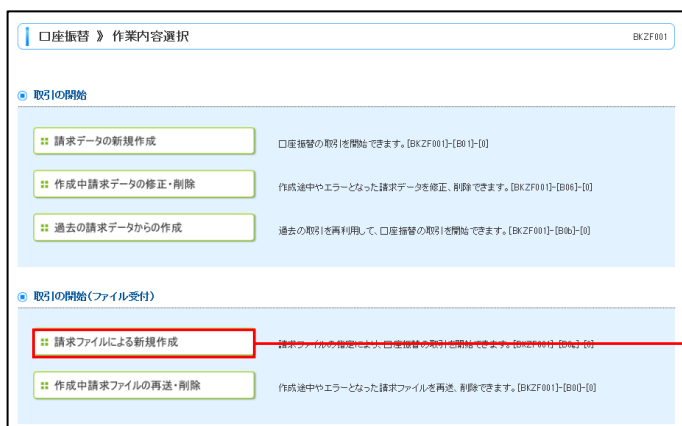 口座振替 》 作業内容選択
BKZF001
取引の開始
請求データの新規作成
口座振替の取引を開始できます。[BKZF001]-[B01]-[0]
作成中請求データの修正・削除
作成途中やエラーとなった請求データを修正、削除できます。[BKZF001]-[B06]-[0]
過去の請求データからの作成
過去の取引を再利用して、口座振替の取引を開始できます。[BKZF001]-[B0b]-[0]
取引の開始(ファイル受付)
請求ファイルによる新規作成
請求ファイルの指定により、口座振替の取引を開始できます。[BKZF001]-[B0g]-[0]
作成中請求ファイルの再送・削除
作成途中やエラーとなった請求ファイルを再送、削除できます。[BKZF001]-[B0l]-[0]